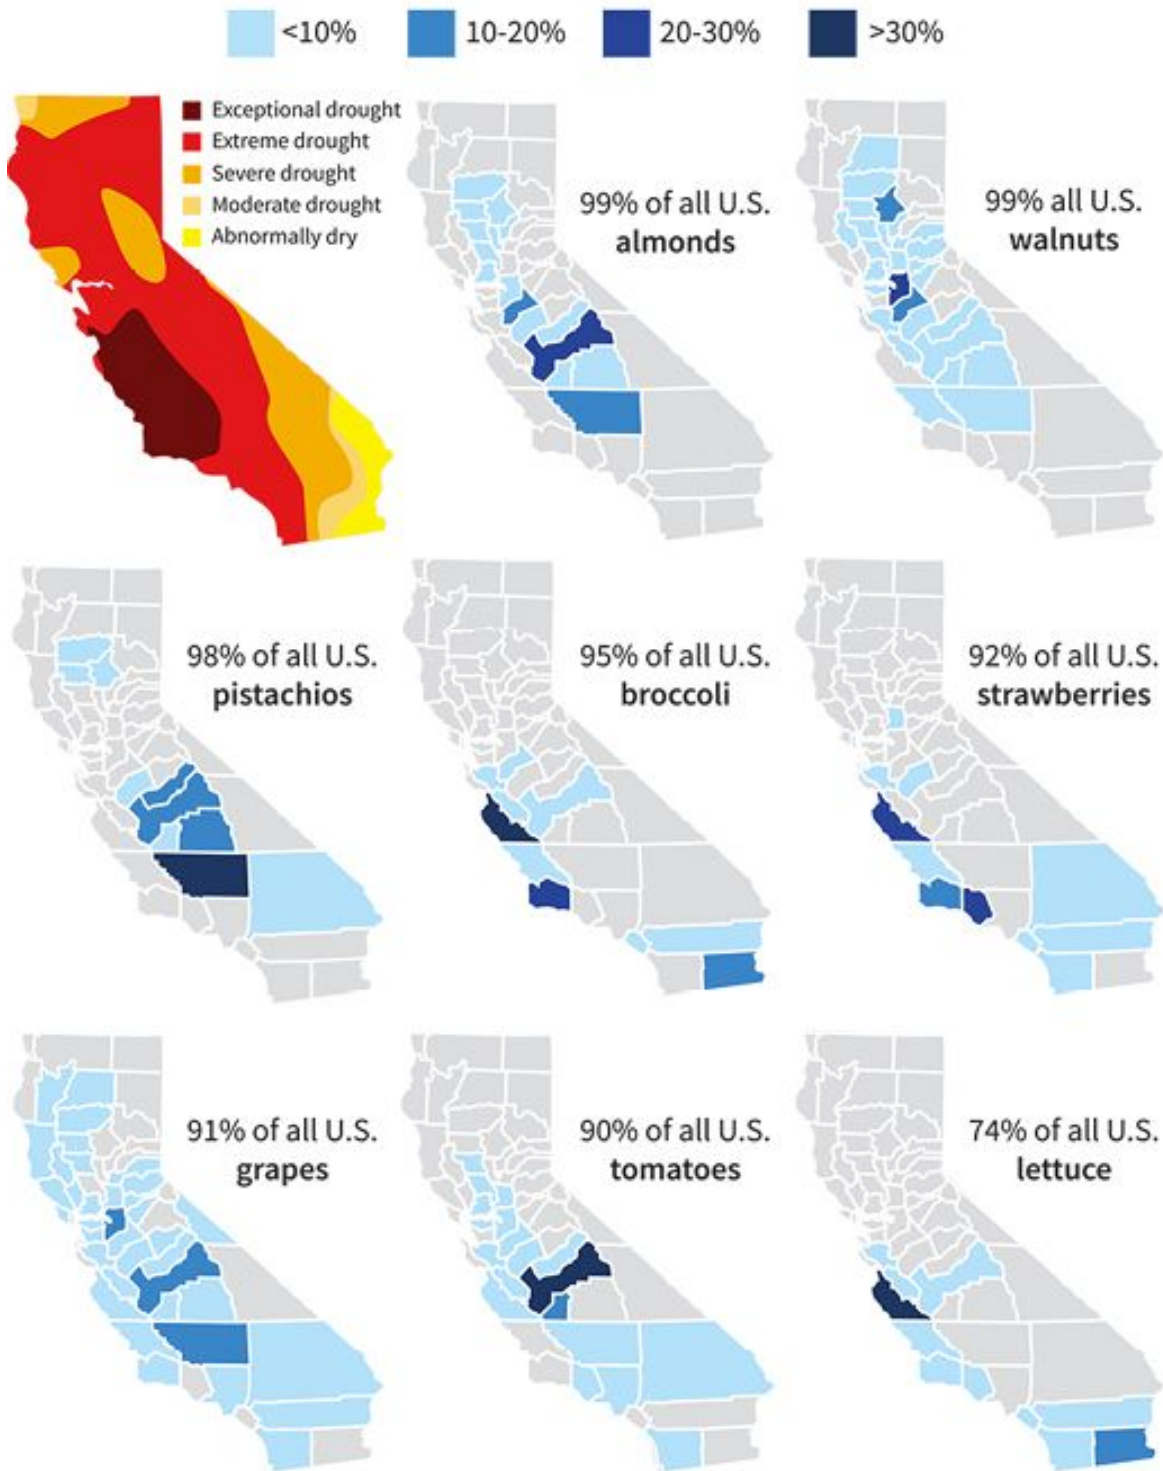 <10%
10-20%
20-30%
>30%
Exceptional drought
Extreme drought
Severe drought
Moderate drought
Abnormally dry
99% of all U.S.
almonds
99% all U.S.
walnuts
98% of all U.S.
pistachios
95% of all U.S.
broccoli
92% of all U.S.
strawberries
91% of all U.S.
grapes
90% of all U.S.
tomatoes
74% of all U.S.
lettuce